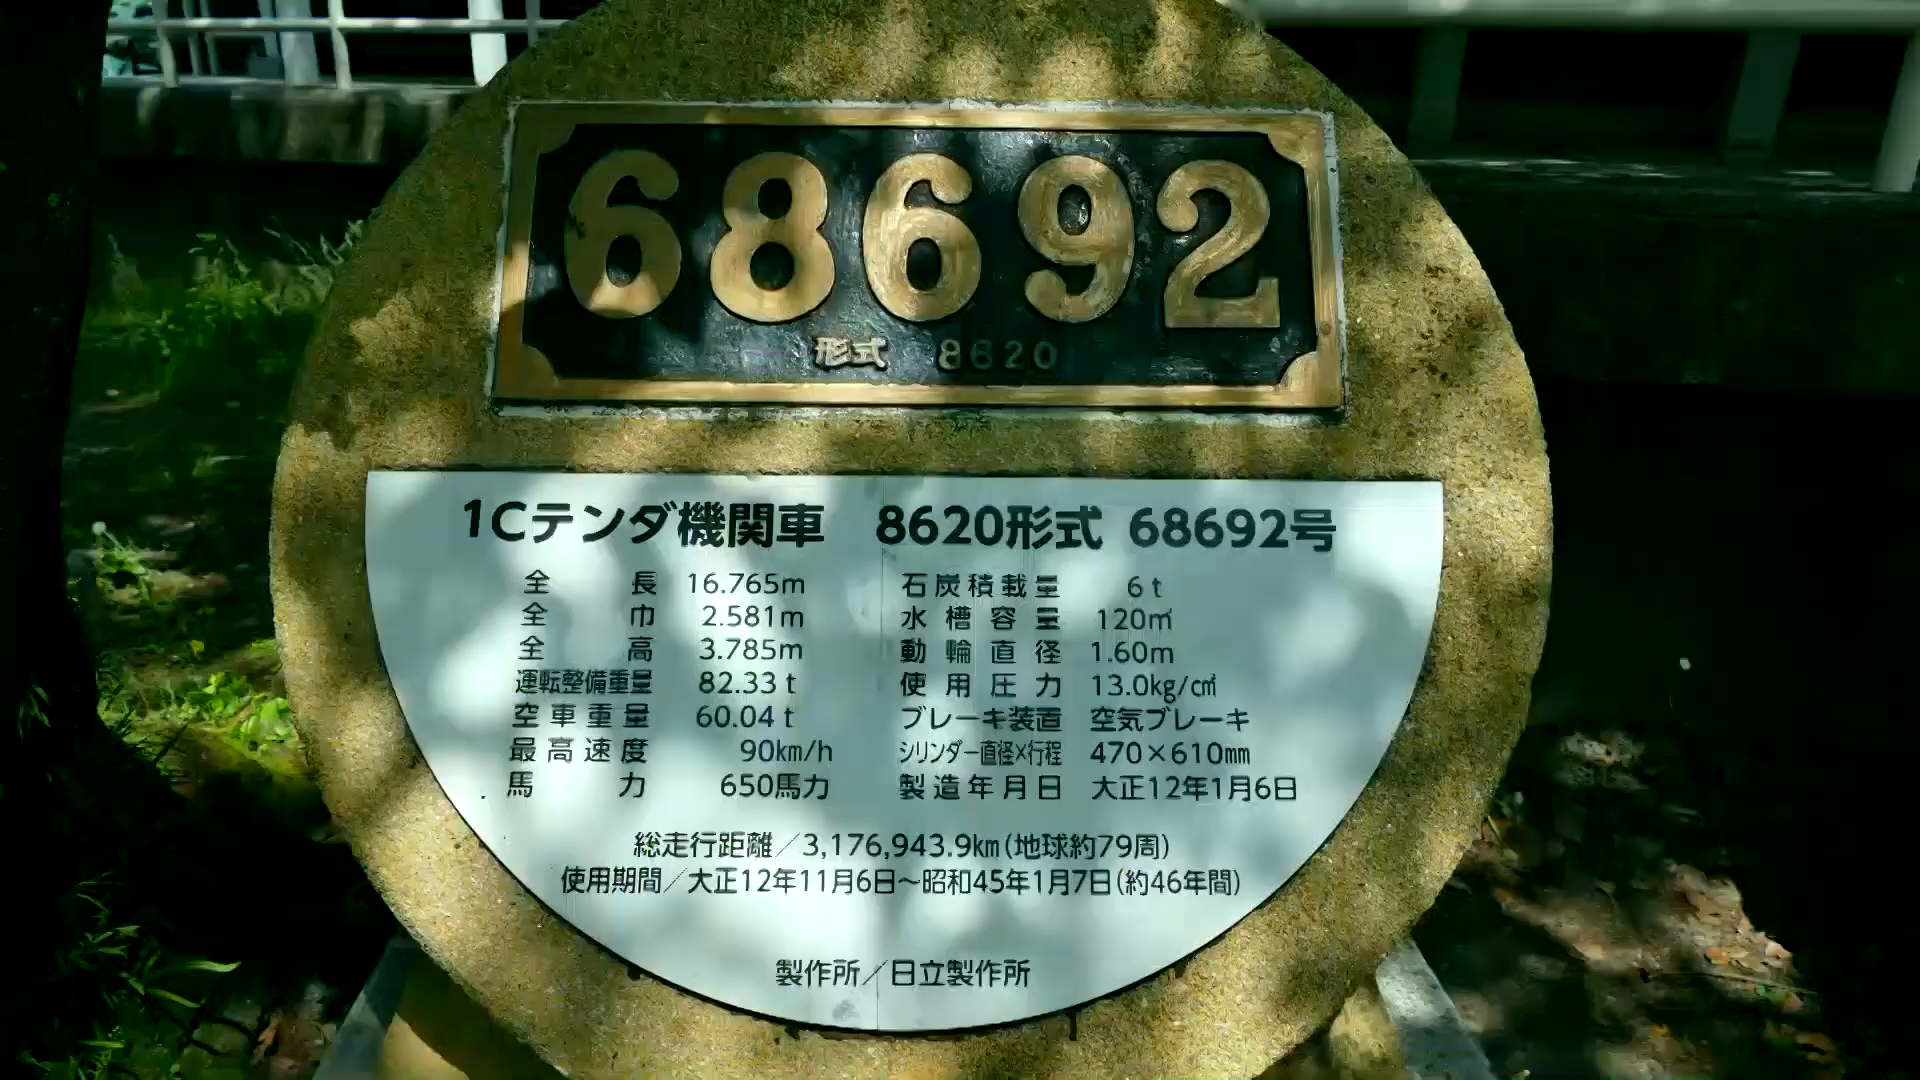 68692
形式 8620
1Cテンダ機関車 8620形式 68692号
全長 16.765m
全巾 2.581m
全高 3.785m
運転整備重量 82.33t
空車重量 60.04t
最高速度 90km/h
馬力 650馬力
石炭積載量 6t
水槽容量 120㎥
動輪直径 1.60m
使用圧力 13.0kg/c㎡
ブレーキ装置 空気ブレーキ
シリンダー直径×行程 470×610㎜
製造年月日 大正12年1月6日
総走行距離／3,176,943.9㎞(地球約79周)
使用期間／大正12年11月6日〜昭和45年1月7日(約46年間)
製作所／日立製作所